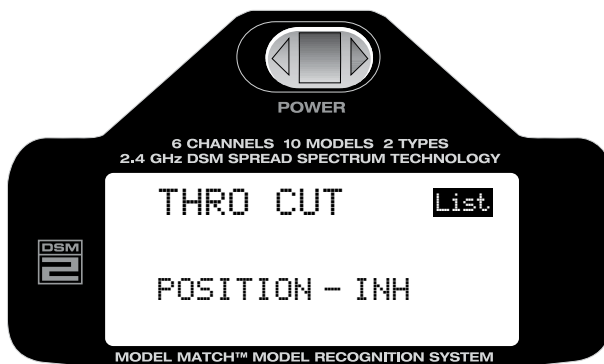 POWER
6 CHANNELS 10 MODELS 2 TYPES
2.4 GHz DSM SPREAD SPECTRUM TECHNOLOGY
THRO CUT List
DSM
2
POSITION - INH
MODEL MATCH™ MODEL RECOGNITION SYSTEM